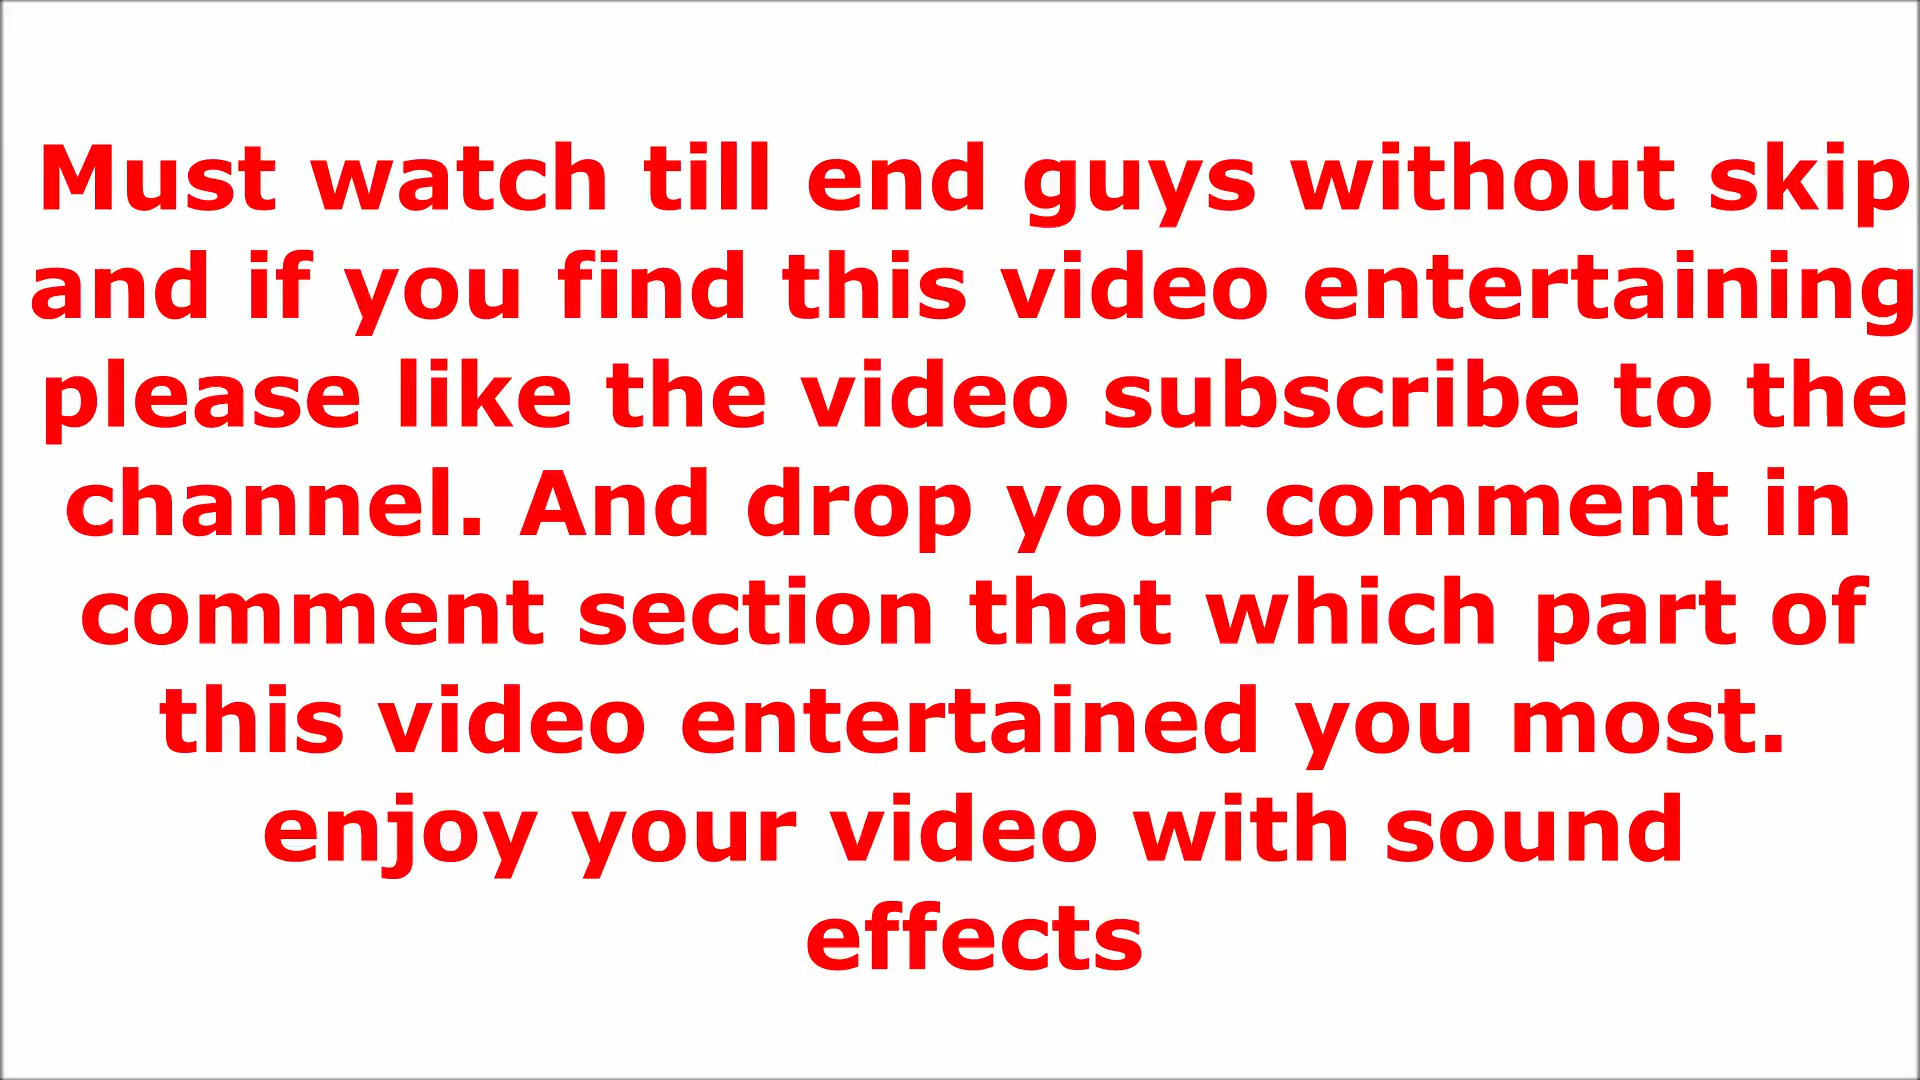 Must watch till end guys without skip
and if you find this video entertaining
please like the video subscribe to the
channel. And drop your comment in
comment section that which part of
this video entertained you most.
enjoy your video with sound
effects